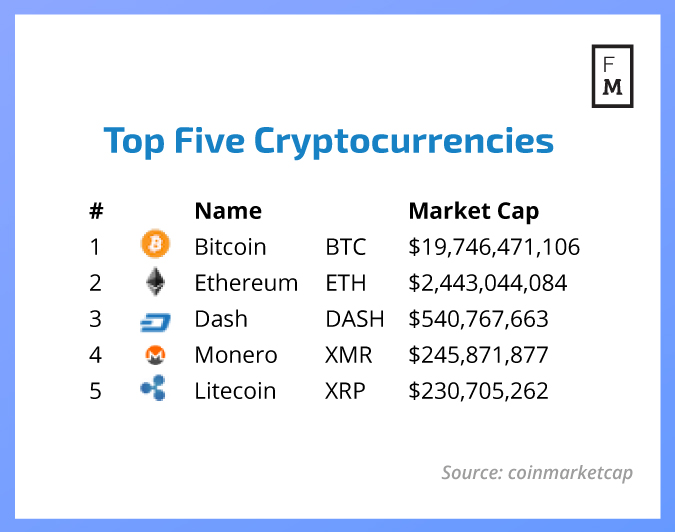 F
M
Top Five Cryptocurrencies
# Name Market Cap
1 Bitcoin BTC $19,746,471,106
2 Ethereum ETH $2,443,044,084
3 Dash DASH $540,767,663
4 Monero XMR $245,871,877
5 Litecoin XRP $230,705,262
Source: coinmarketcap